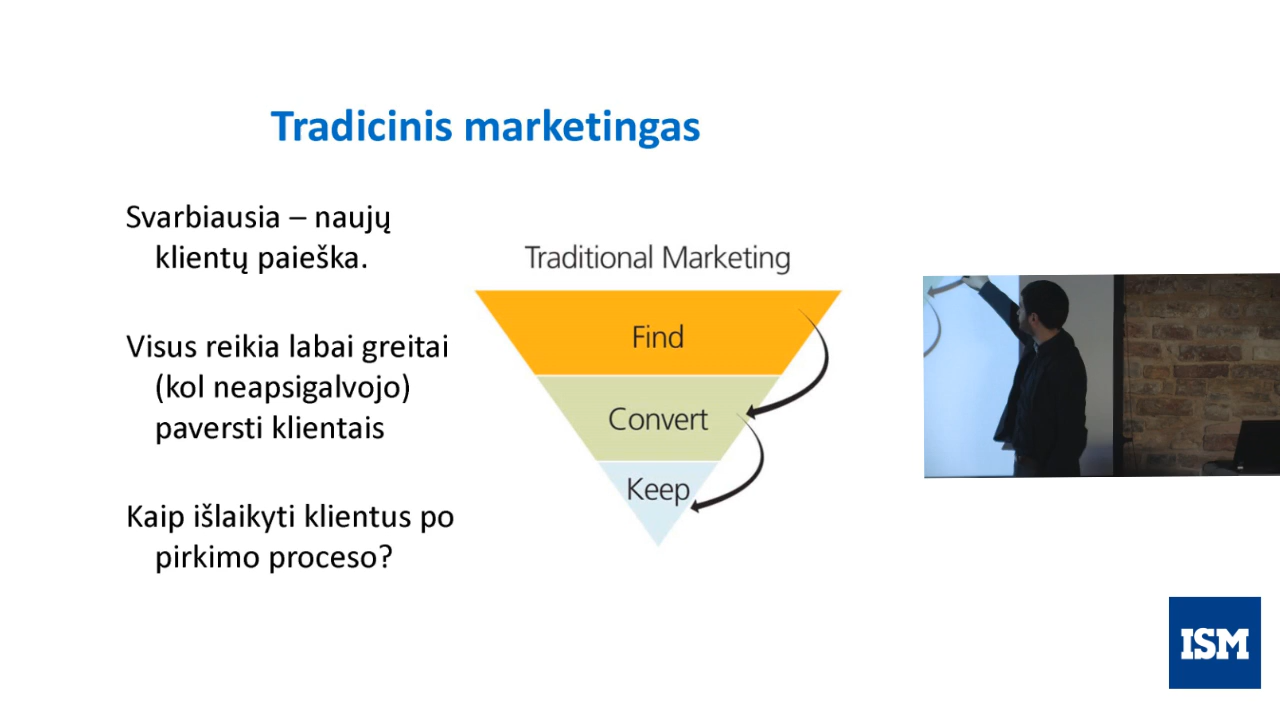 Tradicinis marketingas
Svarbiausia – naujų
klientų paieška.
Visus reikia labai greitai
(kol neapsigalvojo)
paversti klientais
Kaip išlaikyti klientus po
pirkimo proceso?
Traditional Marketing
Find
Convert
Keep
ISM